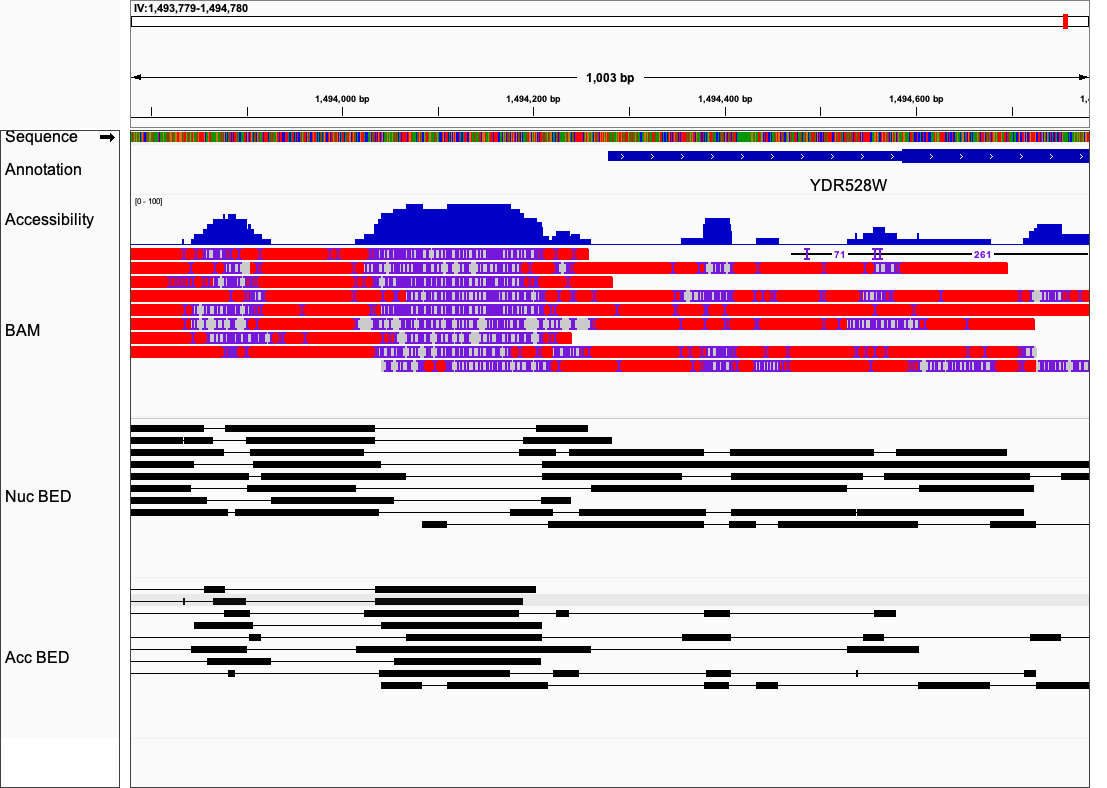 IV:1,493,779-1,494,780
1,003 bp
1,494,000 bp 1,494,200 bp 1,494,400 bp 1,494,600 bp 1,
Sequence
Annotation
YDR528W
[0 - 100]
Accessibility
71 261
BAM
Nuc BED
Acc BED